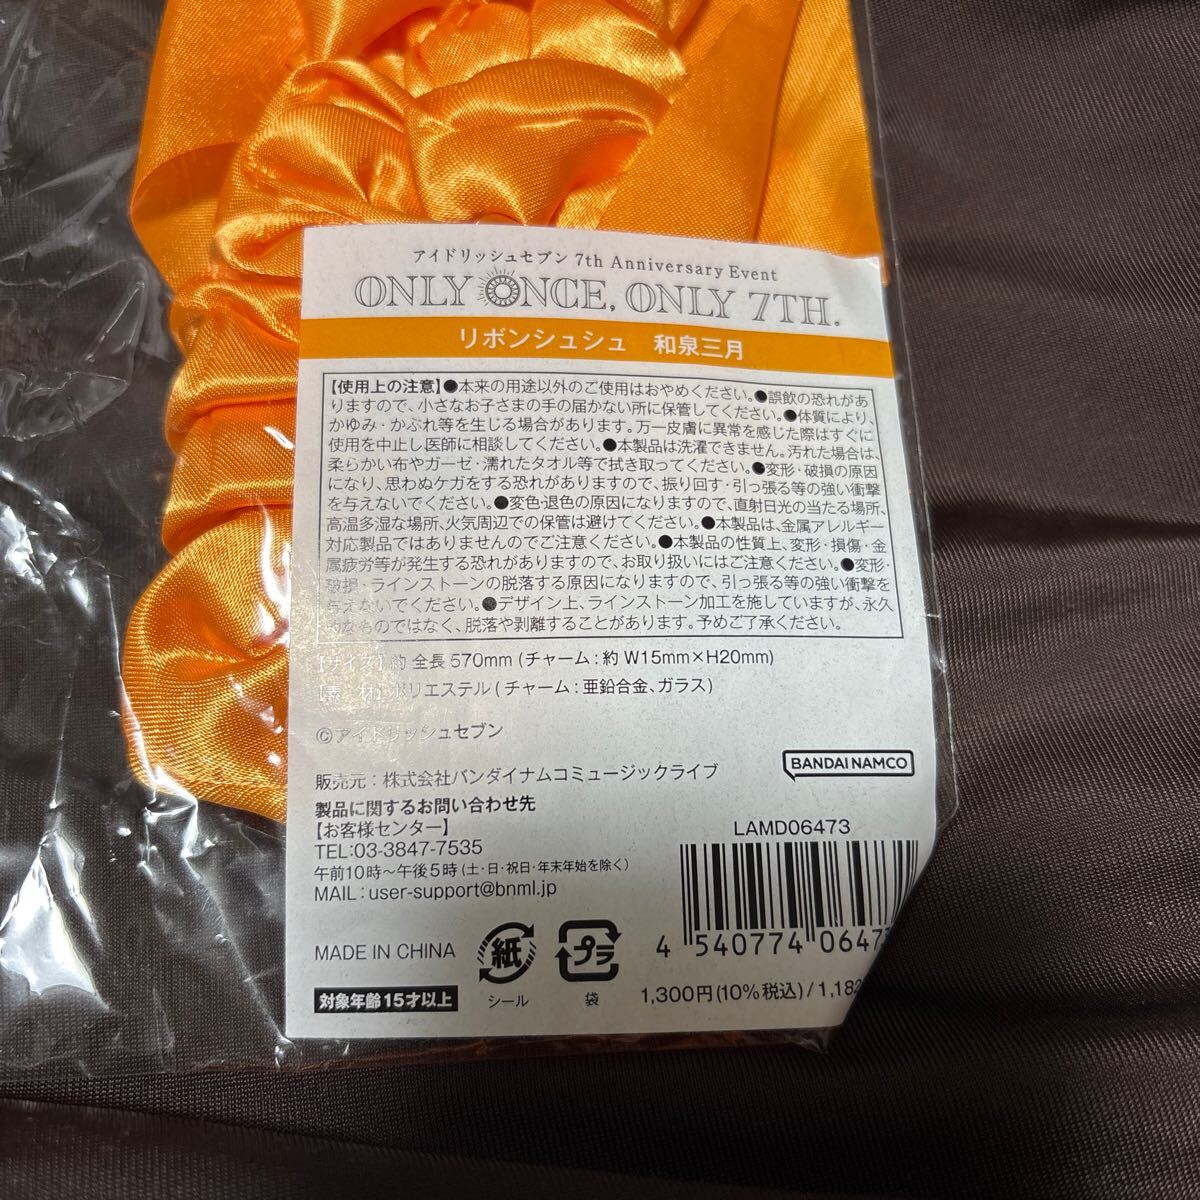 アイドリッシュセブン 7th Anniversary Event
ONLY ONCE, ONLY 7TH.
リボンシュシュ 和泉三月
【使用上の注意】●本来の用途以外のご使用はおやめください。●誤飲の恐れがあ
りますので、小さなお子さまの手の届かない所に保管してください。●体質により、
かゆみ・かぶれ等を生じる場合があります。万一皮膚に異常を感じた際はすぐに
使用を中止し医師に相談してください。●本製品は洗濯できません。汚れた場合は、
柔らかい布やガーゼ・濡れたタオル等で拭き取ってください。●変形・破損の原因
になり、思わぬケガをする恐れがありますので、振り回す・引っ張る等の強い衝撃
を与えないでください。●変色・退色の原因になりますので、直射日光の当たる場所、
高温多湿な場所、火気周辺での保管は避けてください。●本製品は、金属アレルギー
対応製品ではありませんのでご注意ください。●本製品の性質上、変形・損傷・金
属疲労等が発生する恐れがありますので、お取り扱いにはご注意ください。●変形・
破損・ラインストーンの脱落する原因になりますので、引っ張る等の強い衝撃を
与えないでください。●デザイン上、ラインストーン加工を施していますが、永久
的なものではなく、脱落や剥離することがあります。予めご了承ください。
【サイズ】約 全長 570mm (チャーム : 約 W15mm×H20mm)
【素 材】ポリエステル ( チャーム : 亜鉛合金、ガラス)
©アイドリッシュセブン
販売元 : 株式会社バンダイナムコミュージックライブ
BANDAI NAMCO
製品に関するお問い合わせ先
【お客様センター】
TEL:03-3847-7535
午前10時～午後5時 (土・日・祝日・年末年始を除く)
MAIL : user-support@bnml.jp
LAMD06473
4 540774 0647
MADE IN CHINA
紙
シール
プラ
袋
対象年齢15才以上
1,300円(10%税込) / 1,182